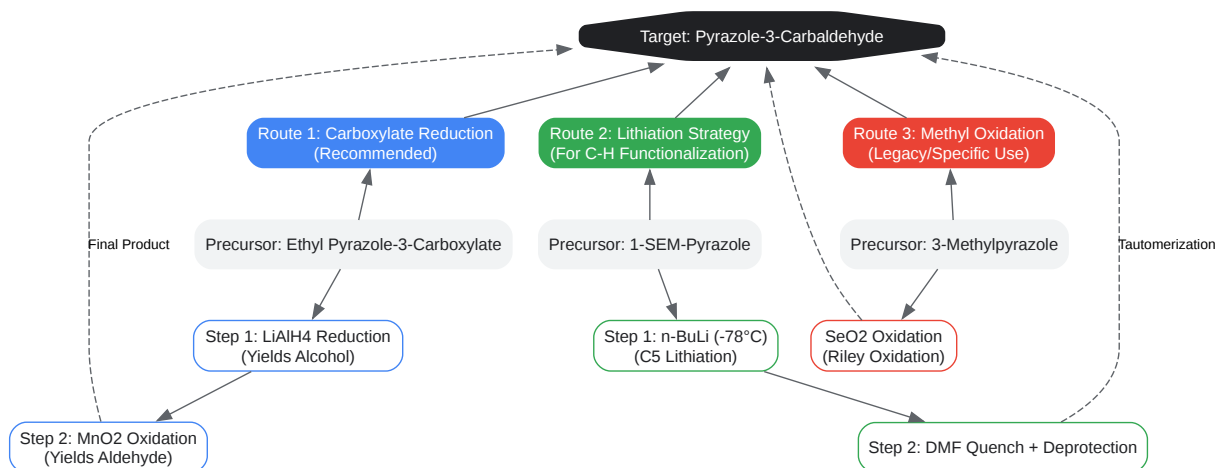 Target: Pyrazole-3-Carbaldehyde
Route 1: Carboxylate Reduction
(Recommended)
Route 2: Lithiation Strategy
(For C-H Functionalization)
Route 3: Methyl Oxidation
(Legacy/Specific Use)
Final Product
Precursor: Ethyl Pyrazole-3-Carboxylate
Precursor: 1-SEM-Pyrazole
Precursor: 3-Methylpyrazole
Tautomerization
Step 1: LiAlH4 Reduction
(Yields Alcohol)
Step 1: n-BuLi (-78°C)
(C5 Lithiation)
SeO2 Oxidation
(Riley Oxidation)
Step 2: MnO2 Oxidation
(Yields Aldehyde)
Step 2: DMF Quench + Deprotection